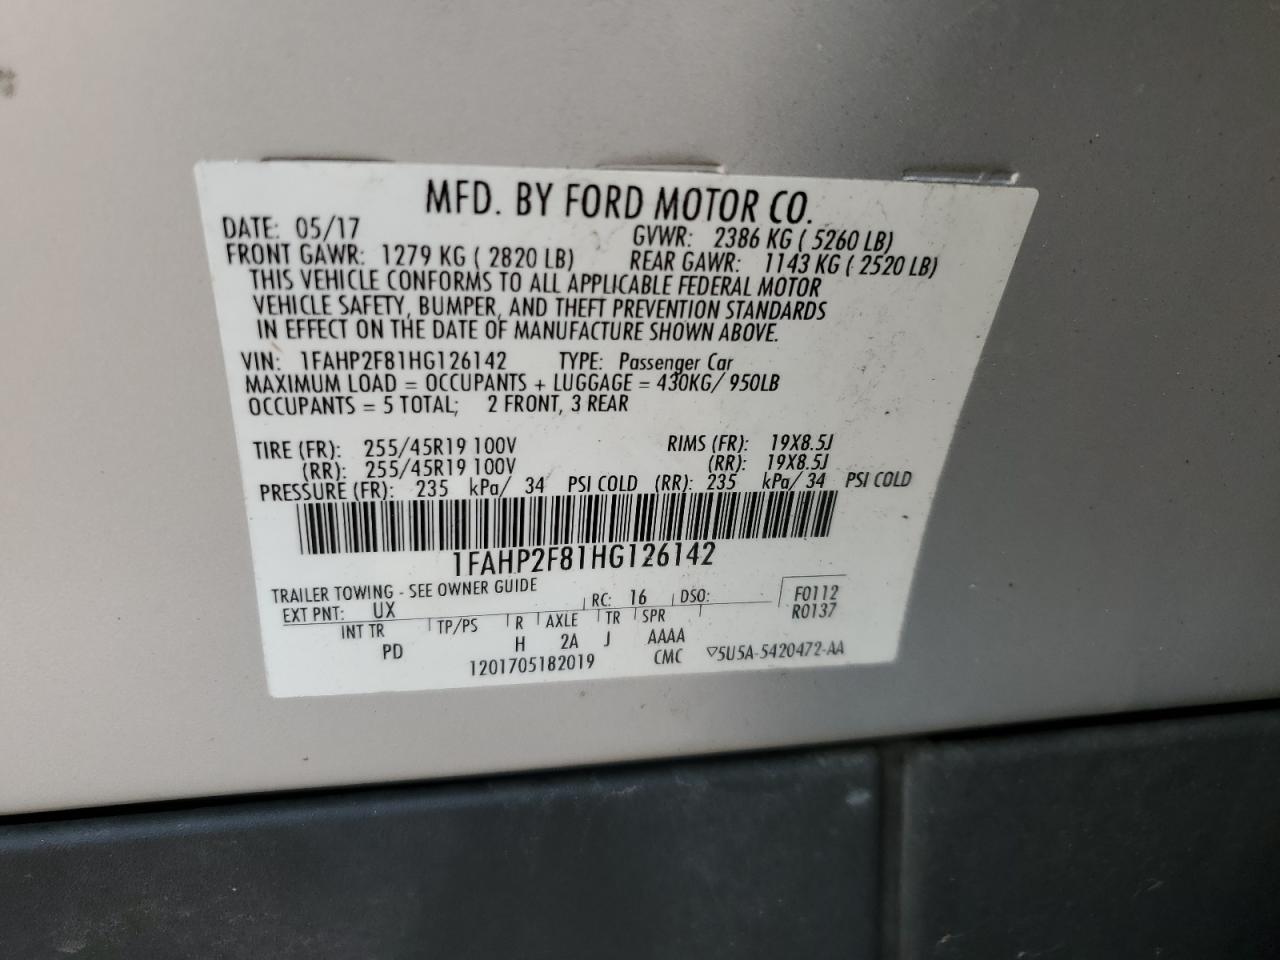 MFD. BY FORD MOTOR CO.
DATE: 05/17 GVWR: 2386 KG ( 5260 LB)
FRONT GAWR: 1279 KG ( 2820 LB) REAR GAWR: 1143 KG ( 2520 LB)
THIS VEHICLE CONFORMS TO ALL APPLICABLE FEDERAL MOTOR
VEHICLE SAFETY, BUMPER, AND THEFT PREVENTION STANDARDS
IN EFFECT ON THE DATE OF MANUFACTURE SHOWN ABOVE.
VIN: 1FAHP2F81HG126142 TYPE: Passenger Car
MAXIMUM LOAD = OCCUPANTS + LUGGAGE = 430KG/ 950LB
OCCUPANTS = 5 TOTAL; 2 FRONT, 3 REAR
TIRE (FR): 255/45R19 100V RIMS (FR): 19X8.5J
(RR): 255/45R19 100V (RR): 19X8.5J
PRESSURE (FR): 235 kPa/ 34 PSI COLD (RR): 235 kPa/ 34 PSI COLD
1FAHP2F81HG126142
TRAILER TOWING - SEE OWNER GUIDE
EXT PNT: UX RC: 16 DSO: F0112
R0137
INT TR TP/PS R AXLE TR SPR
PD H 2A J AAAA
1201705182019 CMC ▽5U5A-5420472-AA